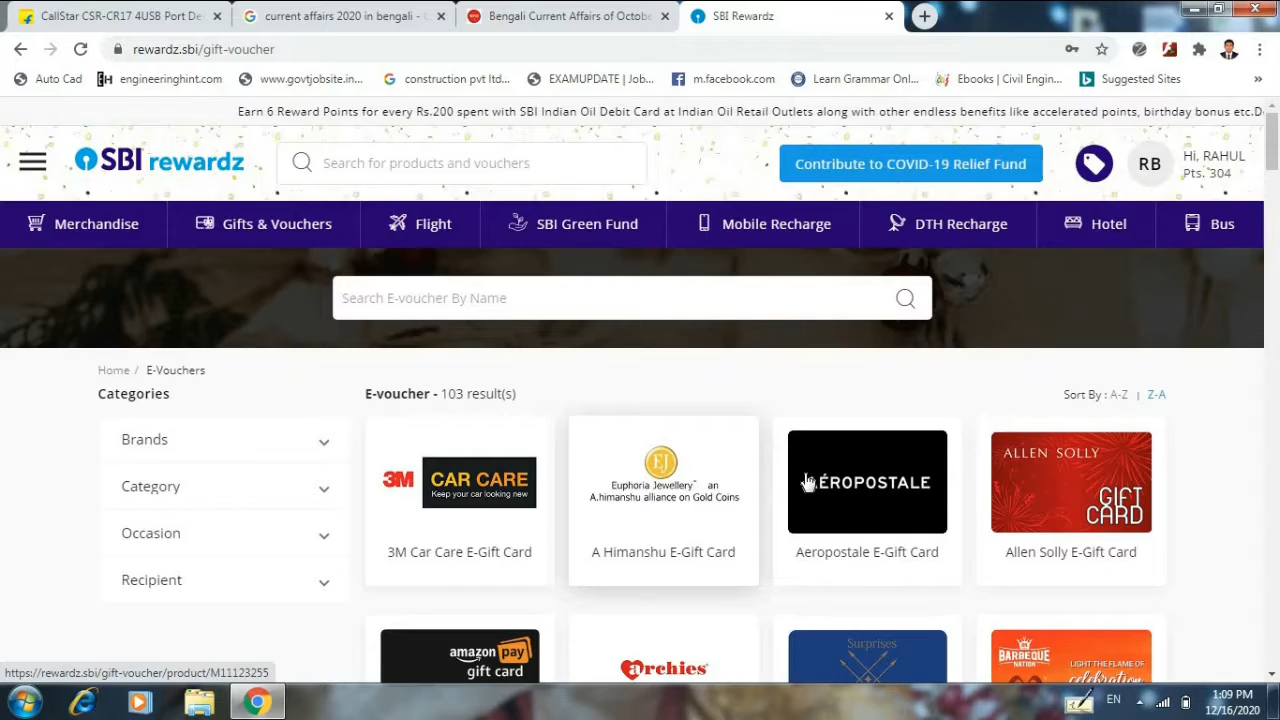 CallStar CSR-CR17 4USB Port De
current affairs 2020 in bengali -
Bengali Current Affairs of Octobe
SBI Rewardz
rewardz.sbi/gift-voucher
Auto Cad
engineeringhint.com
www.govtjobsite.in...
construction pvt ltd...
EXAMUPDATE | Job...
m.facebook.com
Learn Grammar Onl...
Ebooks | Civil Engin...
Suggested Sites
Earn 6 Reward Points for every Rs.200 spent with SBI Indian Oil Debit Card at Indian Oil Retail Outlets along with other endless benefits like accelerated points, birthday bonus etc.D
SBI rewardz
Search for products and vouchers
Contribute to COVID-19 Relief Fund
RB
Hi, RAHUL
Pts. 304
Merchandise
Gifts & Vouchers
Flight
SBI Green Fund
Mobile Recharge
DTH Recharge
Hotel
Bus
Search E-voucher By Name
Home / E-Vouchers
Categories
E-voucher - 103 result(s)
Sort By : A-Z | Z-A
Brands
Category
Occasion
Recipient
3M CAR CARE
Keep your car looking new
3M Car Care E-Gift Card
EJ
Euphoria Jewellery™ an
A.himanshu alliance on Gold Coins
A Himanshu E-Gift Card
AÉROPOSTALE
Aeropostale E-Gift Card
ALLEN SOLLY
GIFT
CARD
Allen Solly E-Gift Card
amazon pay
gift card
archies
Surprises
BARBEQUE
NATION
LIGHT THE FLAME OF
celebration
https://rewardz.sbi/gift-voucher/product/M11123255
EN
1:09 PM
12/16/2020